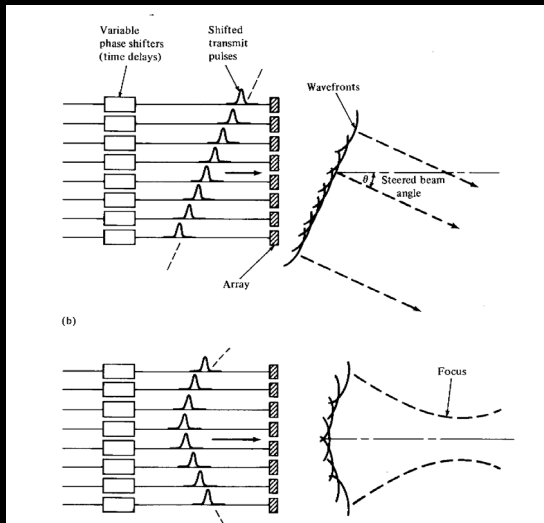 Variable
phase shifters
(time delays)
Shifted
transmit
pulses
Wavefronts
θ
Steered beam
angle
Array
(b)
Focus